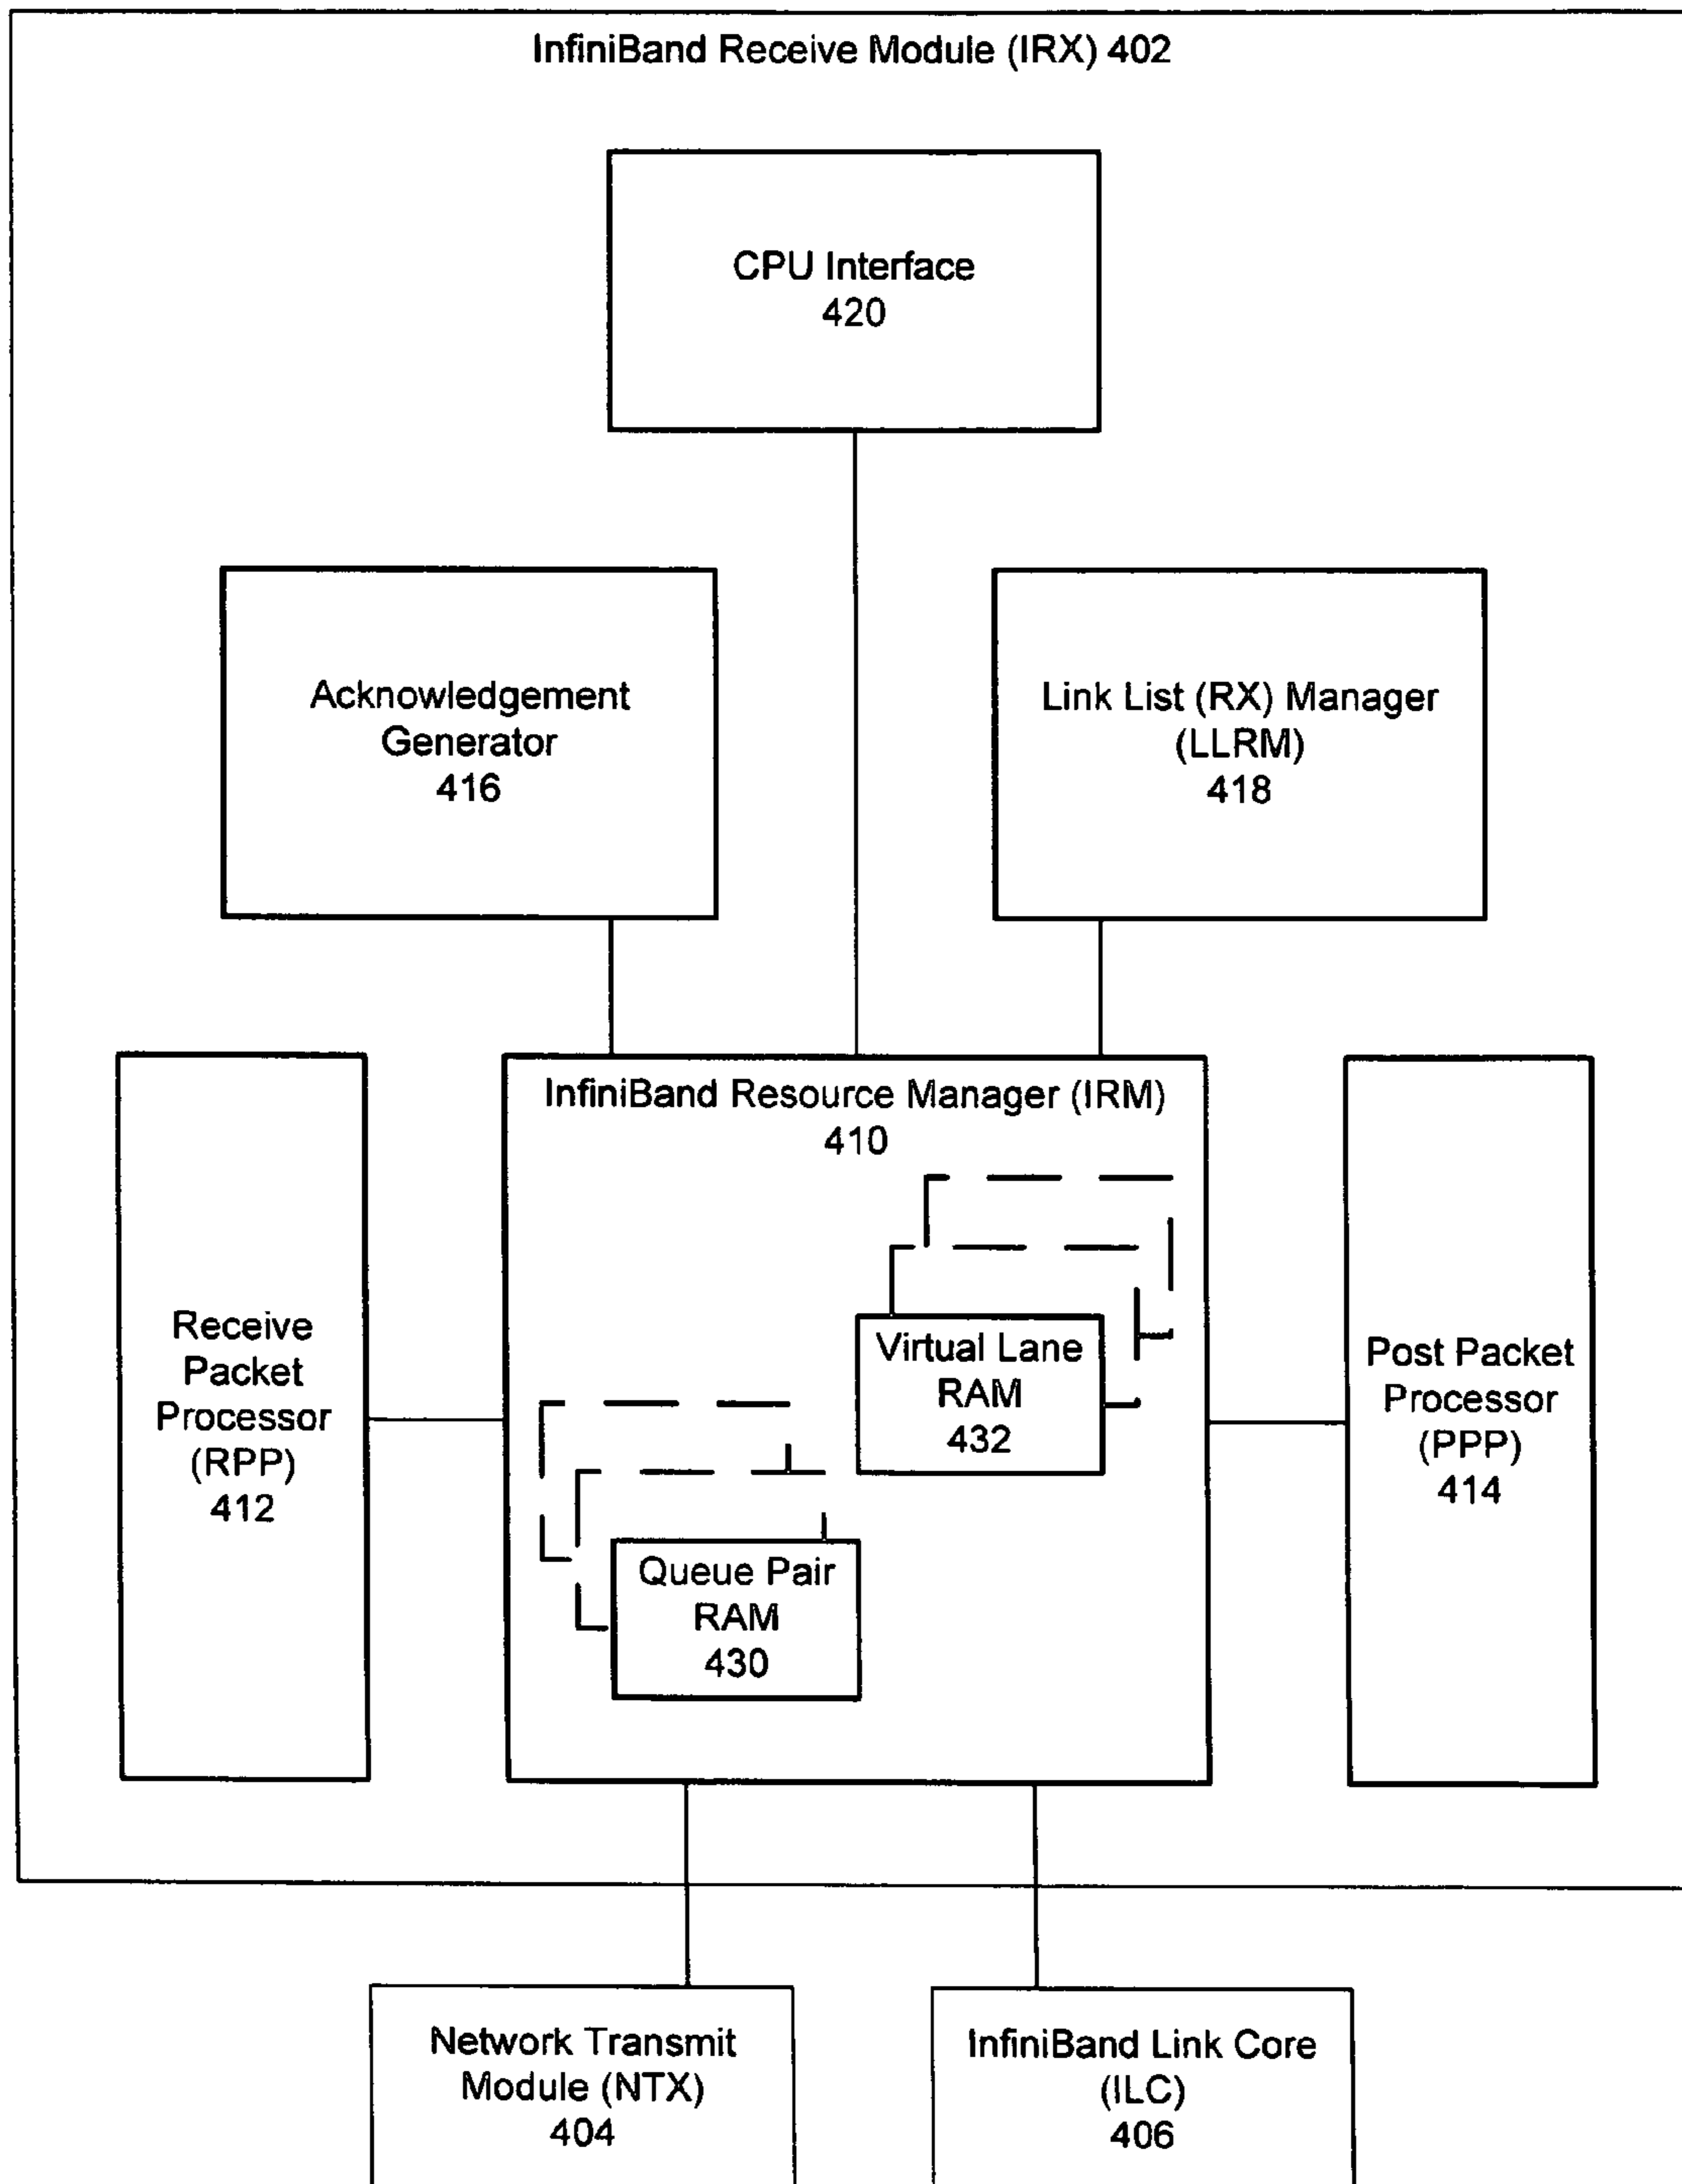 InfiniBand Receive Module (IRX) 402
CPU Interface
420
Acknowledgement
Generator
416
Link List (RX) Manager
(LLRM)
418
InfiniBand Resource Manager (IRM)
410
Receive
Packet
Processor
(RPP)
412
Virtual Lane
RAM
432
Queue Pair
RAM
430
Post Packet
Processor
(PPP)
414
Network Transmit
Module (NTX)
404
InfiniBand Link Core
(ILC)
406